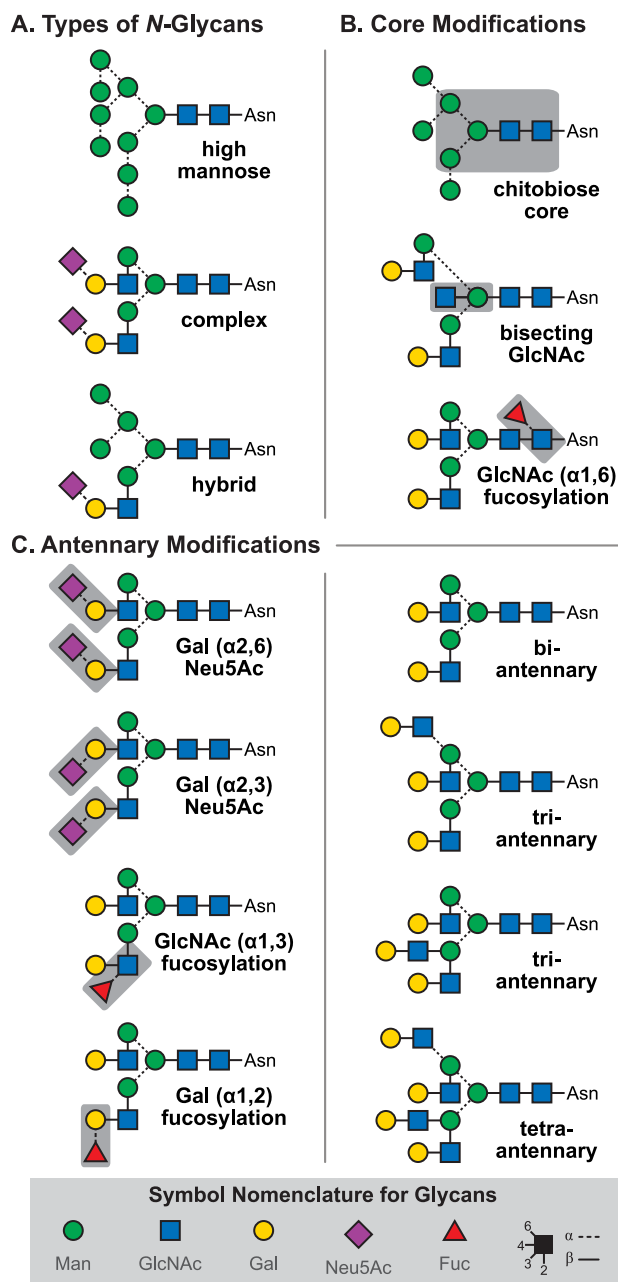 A. Types of N-Glycans
Asn
high
mannose
Asn
complex
Asn
hybrid
B. Core Modifications
Asn
chitobiose
core
Asn
bisecting
GlcNAc
Asn
GlcNAc (α1,6)
fucosylation
C. Antennary Modifications
Asn
Gal (α2,6)
Neu5Ac
Asn
Gal (α2,3)
Neu5Ac
Asn
GlcNAc (α1,3)
fucosylation
Asn
Gal (α1,2)
fucosylation
Asn
bi-
antennary
Asn
tri-
antennary
Asn
tri-
antennary
Asn
tetra-
antennary
Symbol Nomenclature for Glycans
Man GlcNAc Gal Neu5Ac Fuc
6
4
3
2
α
β